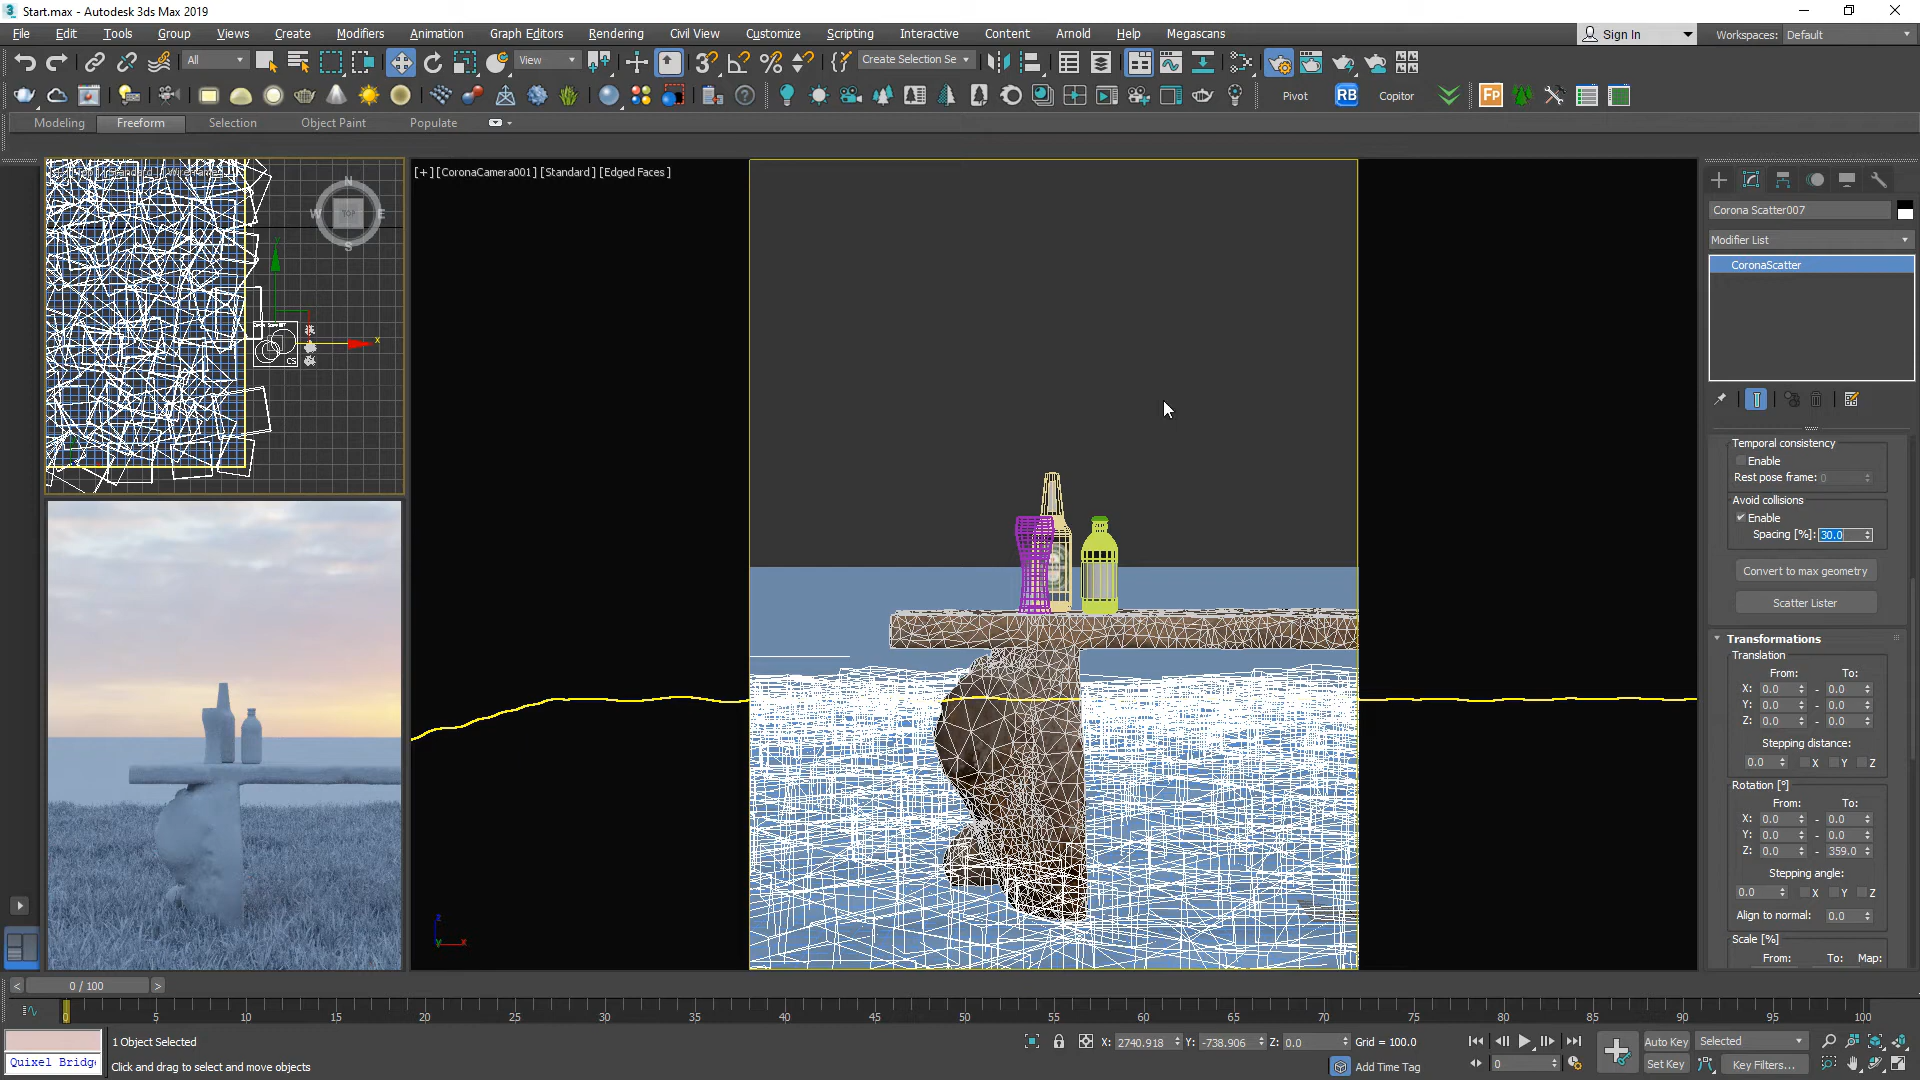 Start.max - Autodesk 3ds Max 2019
File Edit Tools Group Views Create Modifiers Animation Graph Editors Rendering Civil View Customize Scripting Interactive Content Arnold Help Megascans Sign In Workspaces: Default
All View Create Selection Se
Pivot RB Copitor Fp
Modeling Freeform Selection Object Paint Populate
[+] [CoronaCamera001] [Standard] [Edged Faces]
N
W TOP E
S
x
CS
Corona Scatter007
Modifier List
CoronaScatter
Temporal consistency
Enable
Rest pose frame: 0
Avoid collisions
Enable
Spacing [%]: 30.0
Convert to max geometry
Scatter Lister
Transformations
Translation
From: To:
X: 0.0 - 0.0
Y: 0.0 - 0.0
Z: 0.0 - 0.0
Stepping distance:
0.0 X Y Z
Rotation [°]
From: To:
X: 0.0 - 0.0
Y: 0.0 - 0.0
Z: 0.0 - 359.0
Stepping angle:
0.0 X Y Z
Align to normal: 0.0
Scale [%]
From: To: Map:
z
Y x
< 0 / 100 >
0 5 10 15 20 25 30 35 40 45 50 55 60 65 70 75 80 85 90 95 100
1 Object Selected
Quixel Bridg
Click and drag to select and move objects
X: 2740.918 Y: -738.906 Z: 0.0 Grid = 100.0
Add Time Tag
0
Auto Key Selected
Set Key Key Filters...